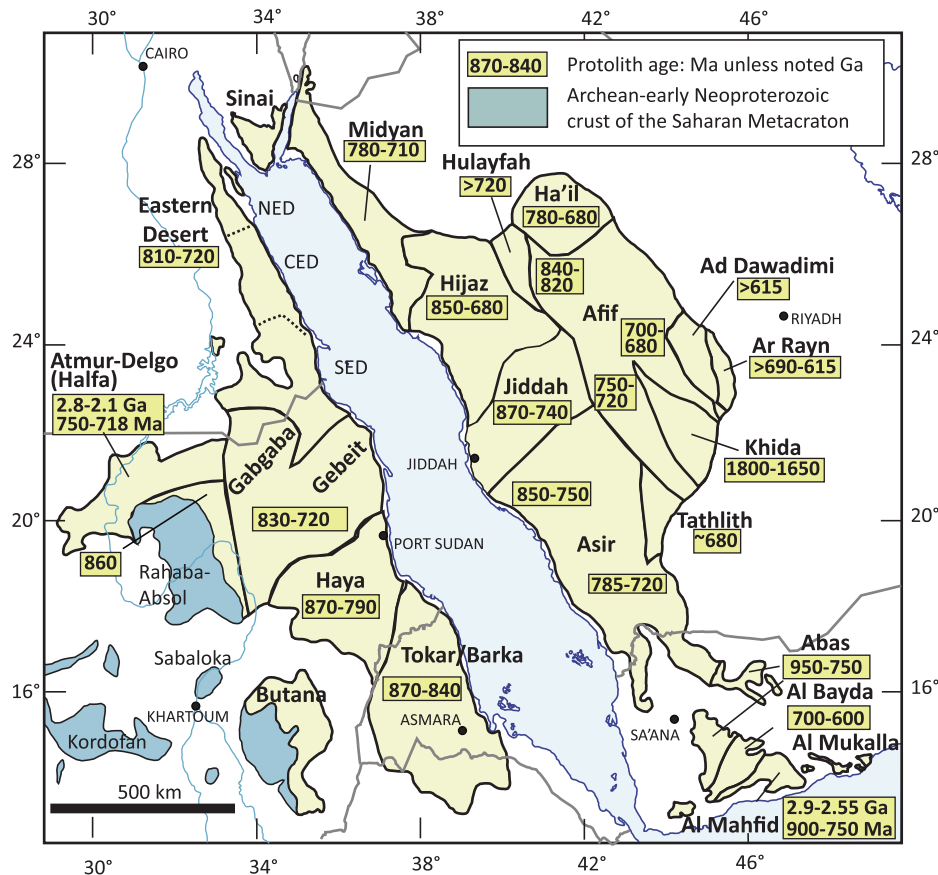 30° 34° 38° 42° 46°
CAIRO
870-840 Protolith age: Ma unless noted Ga
Archean-early Neoproterozoic
crust of the Saharan Metacraton
Sinai
Midyan
780-710
28° 28°
Hulayfah
>720
Ha’il
780-680
Eastern
Desert
810-720
NED
CED
SED
Hijaz
850-680
840-
820
Afif
700-
680
Ad Dawadimi
>615
RIYADH
24° 24°
Ar Rayn
>690-615
Atmur-Delgo
(Halfa)
2.8-2.1 Ga
750-718 Ma
Jiddah
870-740
750-
720
Khida
1800-1650
Gabgaba
Gebeit
830-720
JIDDAH
850-750
20° 20°
Tathlith
~680
PORT SUDAN
Asir
785-720
860
Rahaba-
Absol
Haya
870-790
Sabaloka
Tokar/Barka
870-840
ASMARA
Abas
950-750
16° 16°
KHARTOUM
Butana
Al Bayda
700-600
SA’ANA
Kordofan
Al Mukalla
500 km
Al Mahfid
2.9-2.55 Ga
900-750 Ma
30° 34° 38° 42° 46°